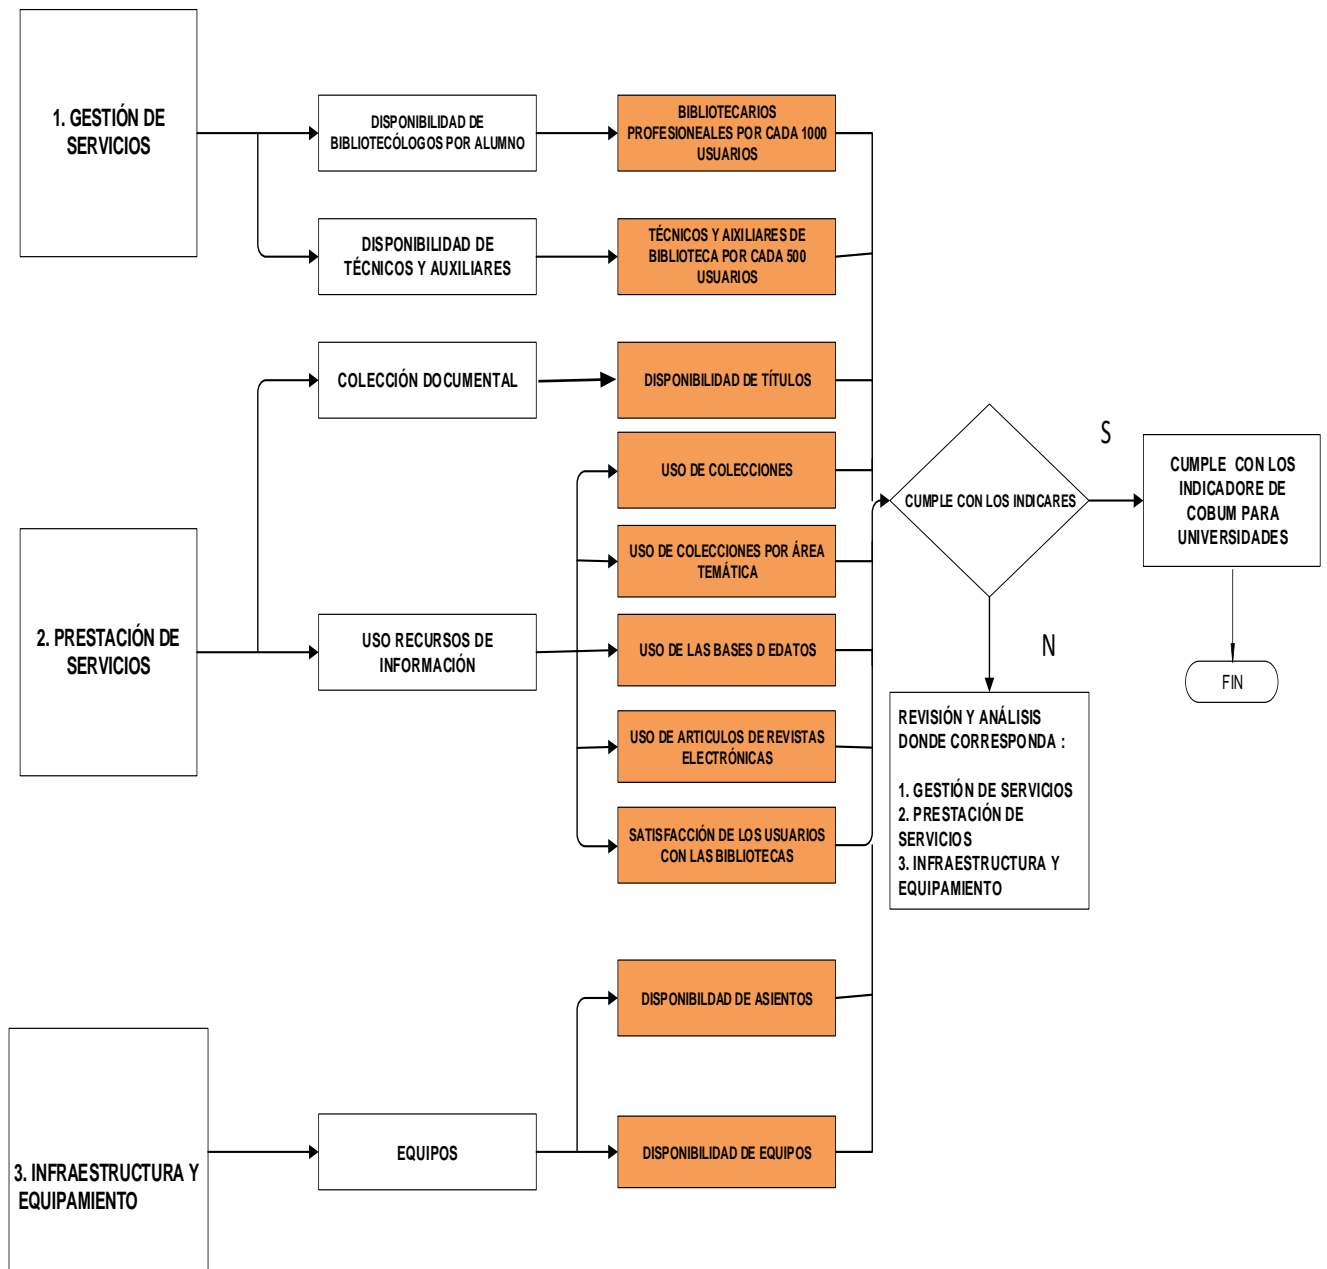 1. GESTIÓN DE
SERVICIOS
DISPONIBILIDAD DE
BIBLIOTECÓLOGOS POR ALUMNO
BIBLIOTECARIOS
PROFESIONEALES POR CADA 1000
USUARIOS
DISPONIBILIDAD DE
TÉCNICOS Y AUXILIARES
TÉCNICOS Y AIXILIARES DE
BIBLIOTECA POR CADA 500
USUARIOS
2. PRESTACIÓN DE
SERVICIOS
COLECCIÓN DOCUMENTAL
DISPONIBILIDAD DE TÍTULOS
USO RECURSOS DE
INFORMACIÓN
USO DE COLECCIONES
USO DE COLECCIONES POR ÁREA
TEMÁTICA
USO DE LAS BASES D EDATOS
USO DE ARTICULOS DE REVISTAS
ELECTRÓNICAS
SATISFACCIÓN DE LOS USUARIOS
CON LAS BIBLIOTECAS
3. INFRAESTRUCTURA Y
EQUIPAMIENTO
EQUIPOS
DISPONIBILDAD DE ASIENTOS
DISPONIBILIDAD DE EQUIPOS
CUMPLE CON LOS INDICARES
S
CUMPLE CON LOS
INDICADORE DE
COBUM PARA
UNIVERSIDADES
FIN
N
REVISIÓN Y ANÁLISIS
DONDE CORRESPONDA :
1. GESTIÓN DE SERVICIOS
2. PRESTACIÓN DE
SERVICIOS
3. INFRAESTRUCTURA Y
EQUIPAMIENTO